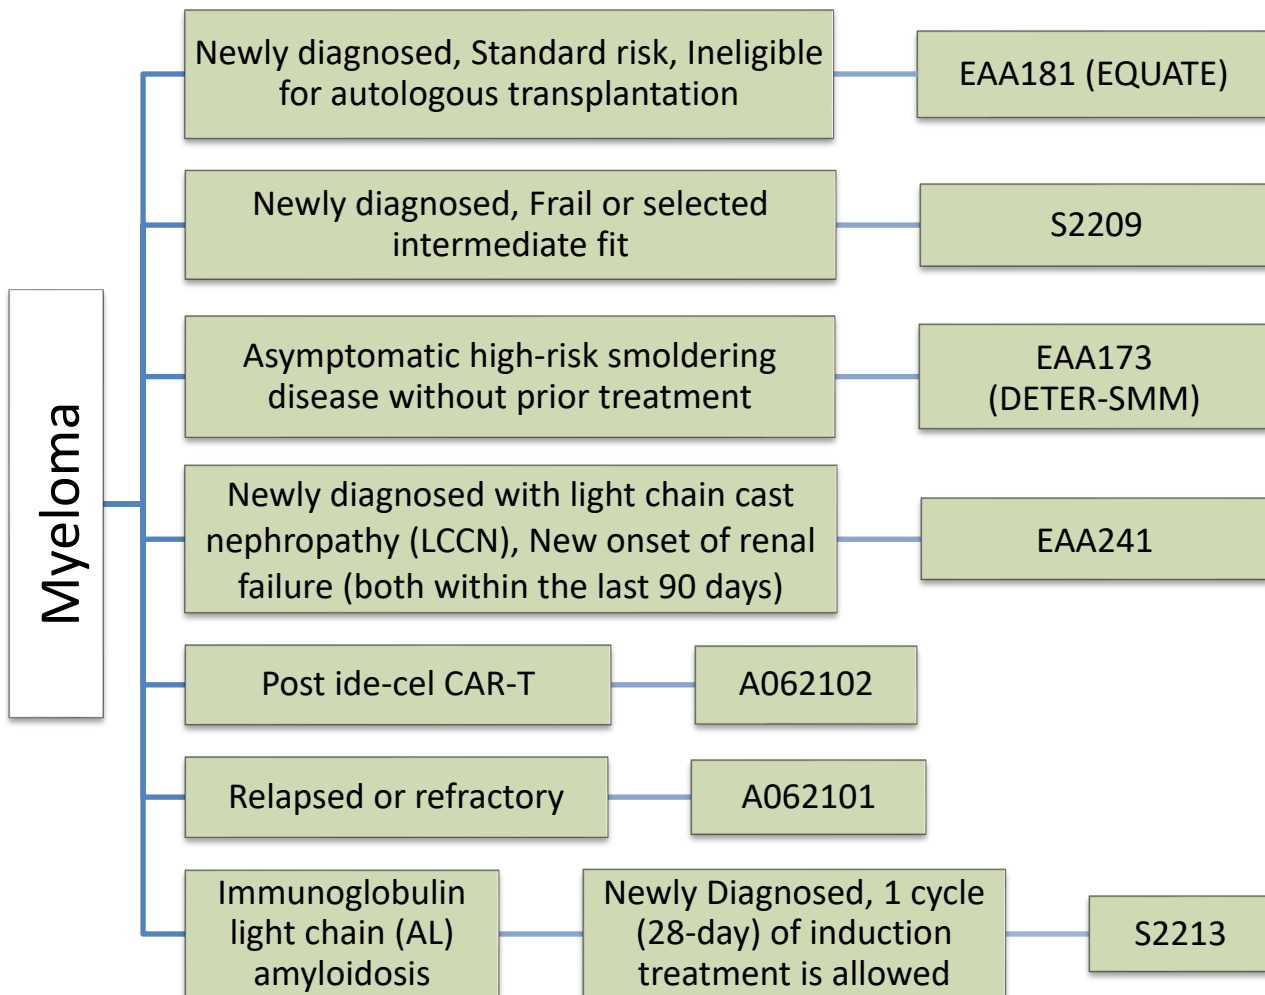 Myeloma
Newly diagnosed, Standard risk, Ineligible
for autologous transplantation
EAA181 (EQUATE)
Newly diagnosed, Frail or selected
intermediate fit
S2209
Asymptomatic high-risk smoldering
disease without prior treatment
EAA173
(DETER-SMM)
Newly diagnosed with light chain cast
nephropathy (LCCN), New onset of renal
failure (both within the last 90 days)
EAA241
Post ide-cel CAR-T
A062102
Relapsed or refractory
A062101
Immunoglobulin
light chain (AL)
amyloidosis
Newly Diagnosed, 1 cycle
(28-day) of induction
treatment is allowed
S2213